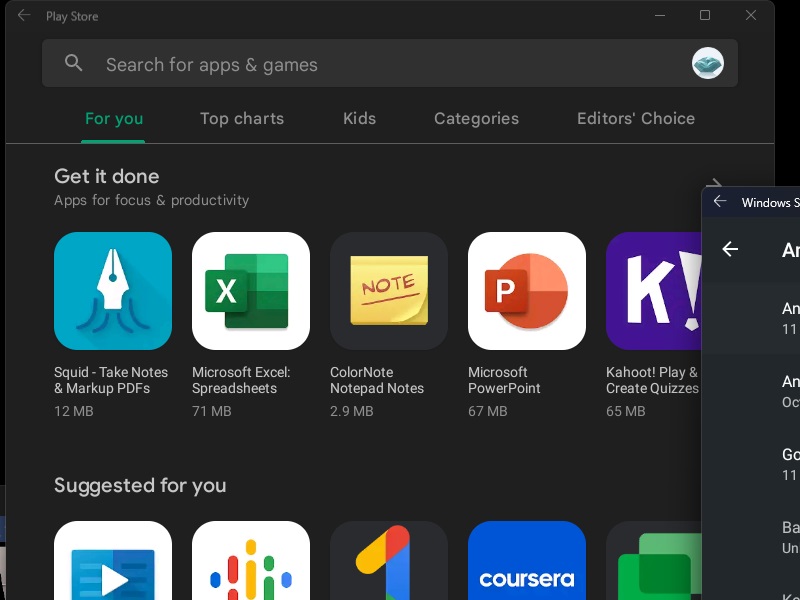 Play Store
Search for apps & games
For you
Top charts
Kids
Categories
Editors' Choice
Get it done
Apps for focus & productivity
X
NOTE
P
K!
Squid - Take Notes
& Markup PDFs
12 MB
Microsoft Excel:
Spreadsheets
71 MB
ColorNote
Notepad Notes
2.9 MB
Microsoft
PowerPoint
67 MB
Kahoot! Play &
Create Quizzes
65 MB
Suggested for you
coursera
Windows S
An
11
An
Oc
Go
11
Ba
Un